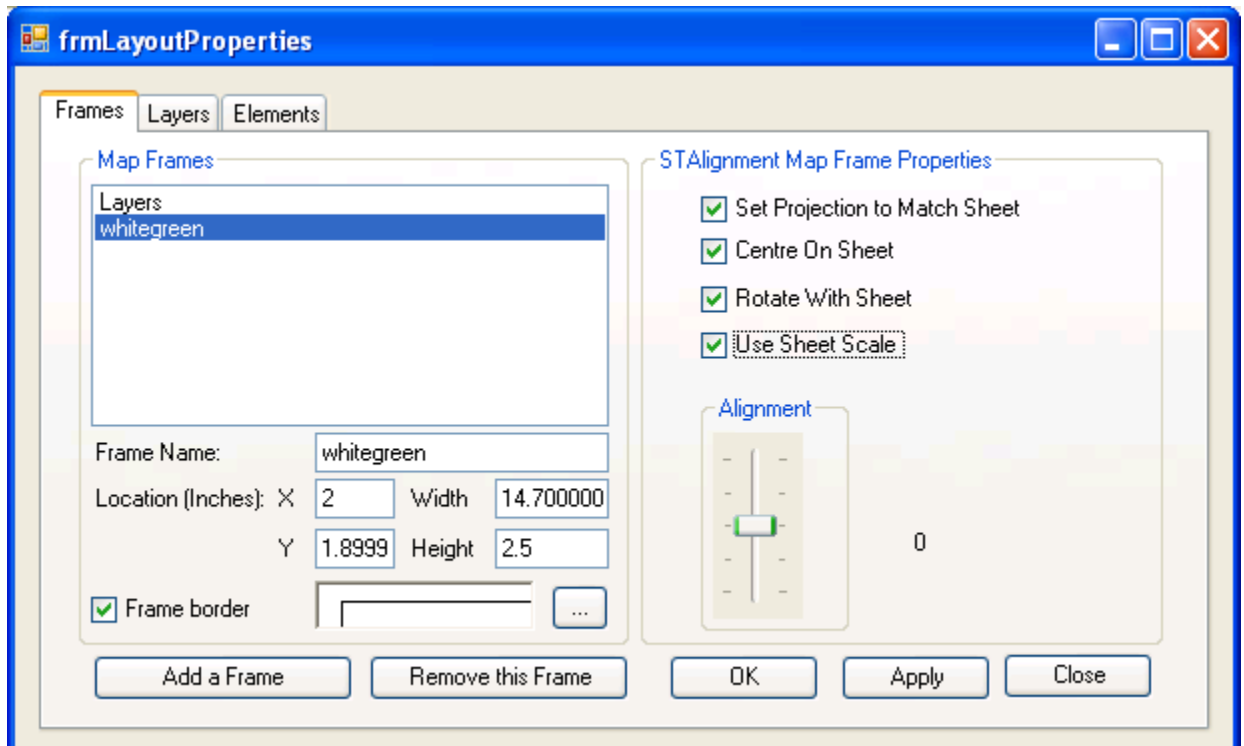 frmLayoutProperties
Frames Layers Elements
Map Frames
Layers
whitegreen
Frame Name: whitegreen
Location (Inches): X 2 Width 14.700000
Y 1.8999 Height 2.5
Frame border ...
Add a Frame Remove this Frame
STAlignment Map Frame Properties
Set Projection to Match Sheet
Centre On Sheet
Rotate With Sheet
Use Sheet Scale
Alignment
0
OK Apply Close